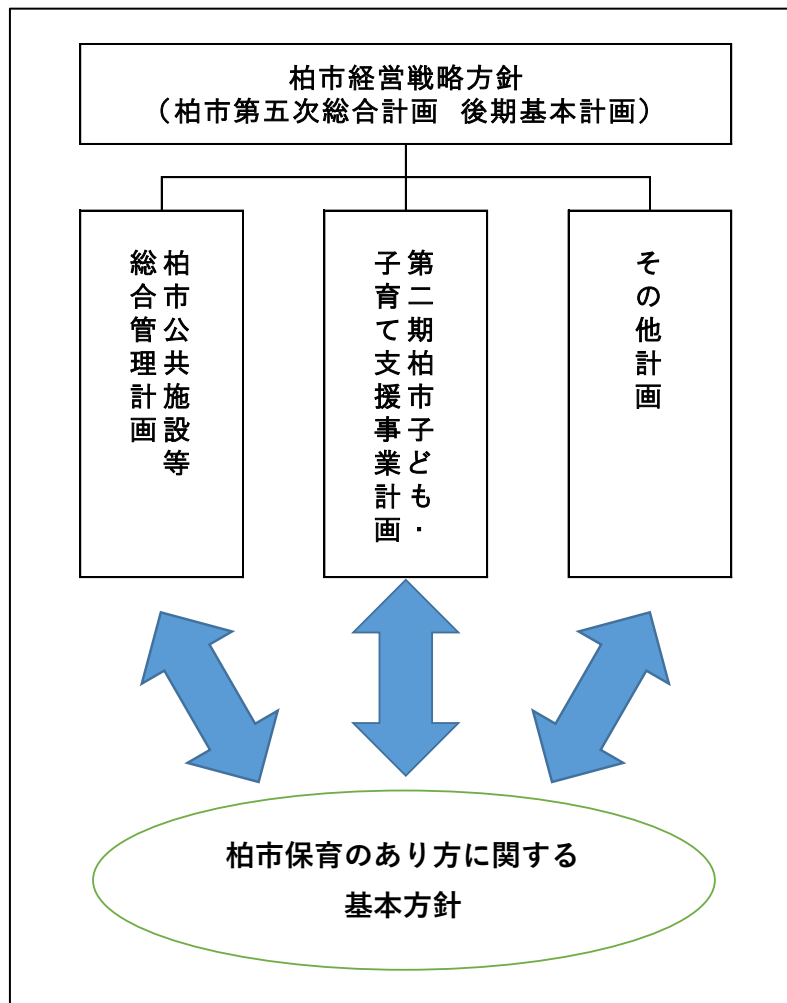 柏市経営戦略方針
（柏市第五次総合計画　後期基本計画）
柏市公共施設等
総合管理計画
第二期柏市子ども・
子育て支援事業計画
その他計画
柏市保育のあり方に関する
基本方針